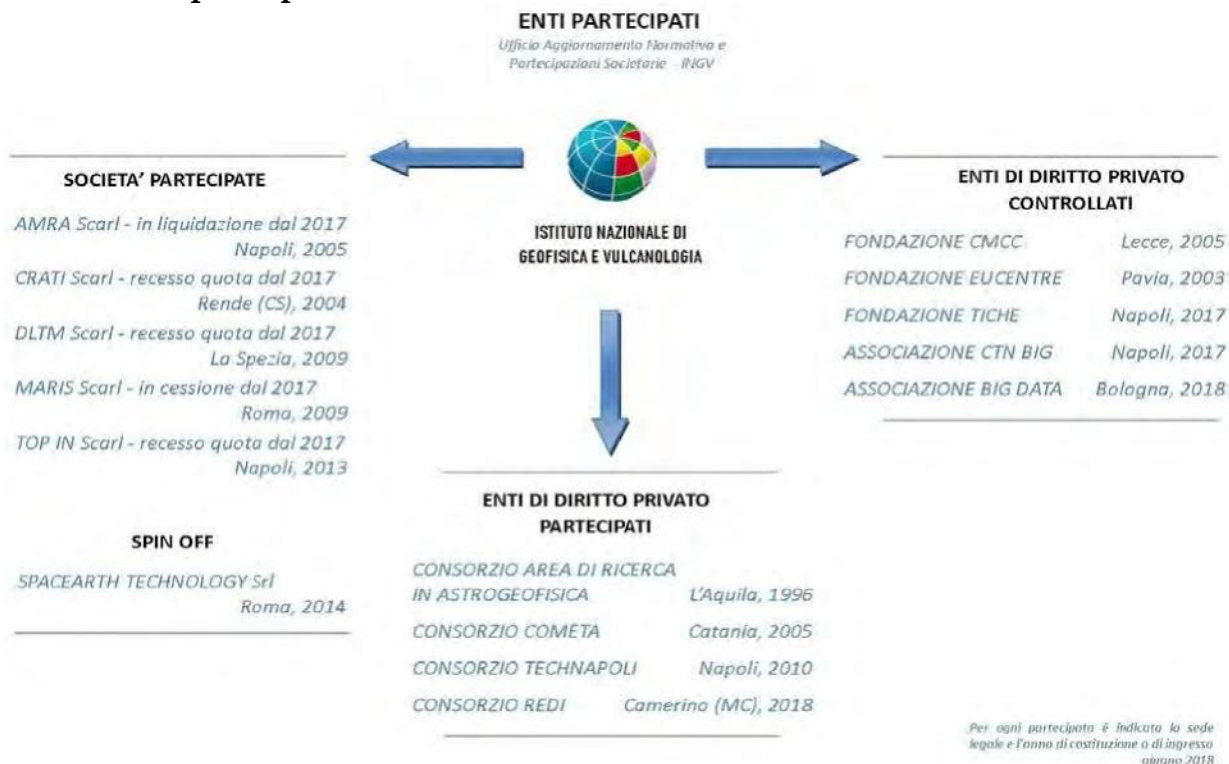 ENTI PARTECIPATI
Ufficio Aggiornamento Normativo e
Partecipazioni Societarie - INGV
SOCIETA' PARTECIPATE
AMRA Scarl - in liquidazione dal 2017
Napoli, 2005
CRATI Scarl - recesso quota dal 2017
Rende (CS), 2004
DLTM Scarl - recesso quota dal 2017
La Spezia, 2009
MARIS Scarl - in cessione dal 2017
Roma, 2009
TOP IN Scarl - recesso quota dal 2017
Napoli, 2013
SPIN OFF
SPACEARTH TECHNOLOGY Srl
Roma, 2014
ISTITUTO NAZIONALE DI
GEOFISICA E VULCANOLOGIA
ENTI DI DIRITTO PRIVATO
PARTECIPATI
CONSORZIO AREA DI RICERCA
IN ASTROGEOFISICA L'Aquila, 1996
CONSORZIO COMETA Catania, 2005
CONSORZIO TECHNAPOLI Napoli, 2010
CONSORZIO REDI Camerino (MC), 2018
ENTI DI DIRITTO PRIVATO
CONTROLLATI
FONDAZIONE CMCC Lecce, 2005
FONDAZIONE EUCENTRE Pavia, 2003
FONDAZIONE TICHE Napoli, 2017
ASSOCIAZIONE CTN BIG Napoli, 2017
ASSOCIAZIONE BIG DATA Bologna, 2018
Per ogni partecipata è indicata la sede
legale e l'anno di costituzione o di ingresso
giugno 2018